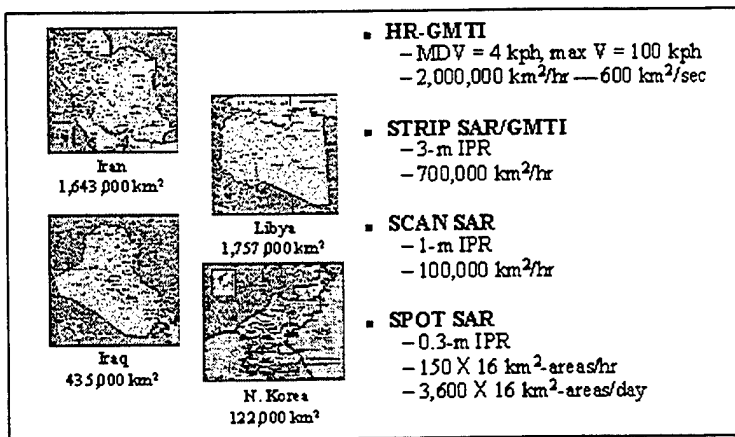 Iran
1,643,000 km²
Libya
1,757,000 km²
Iraq
435,000 km²
N. Korea
122,000 km²
▪ HR-GMTI
– MDV = 4 kph, max V = 100 kph
– 2,000,000 km²/hr — 600 km²/sec
▪ STRIP SAR/GMTI
– 3-m IPR
– 700,000 km²/hr
▪ SCAN SAR
– 1-m IPR
– 100,000 km²/hr
▪ SPOT SAR
– 0.3-m IPR
– 150 X 16 km²-areas/hr
– 3,600 X 16 km²-areas/day